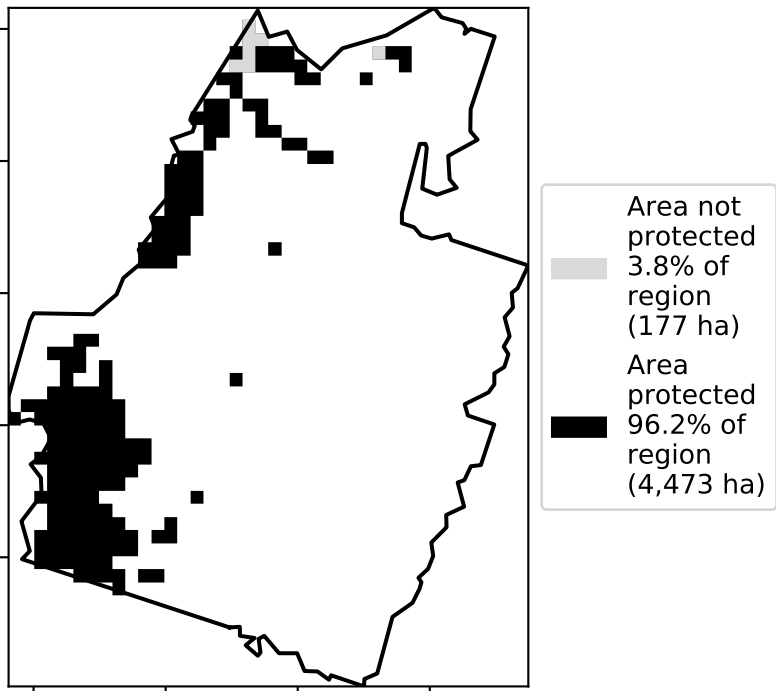 Area not
protected
3.8% of
region
(177 ha)
Area
protected
96.2% of
region
(4,473 ha)